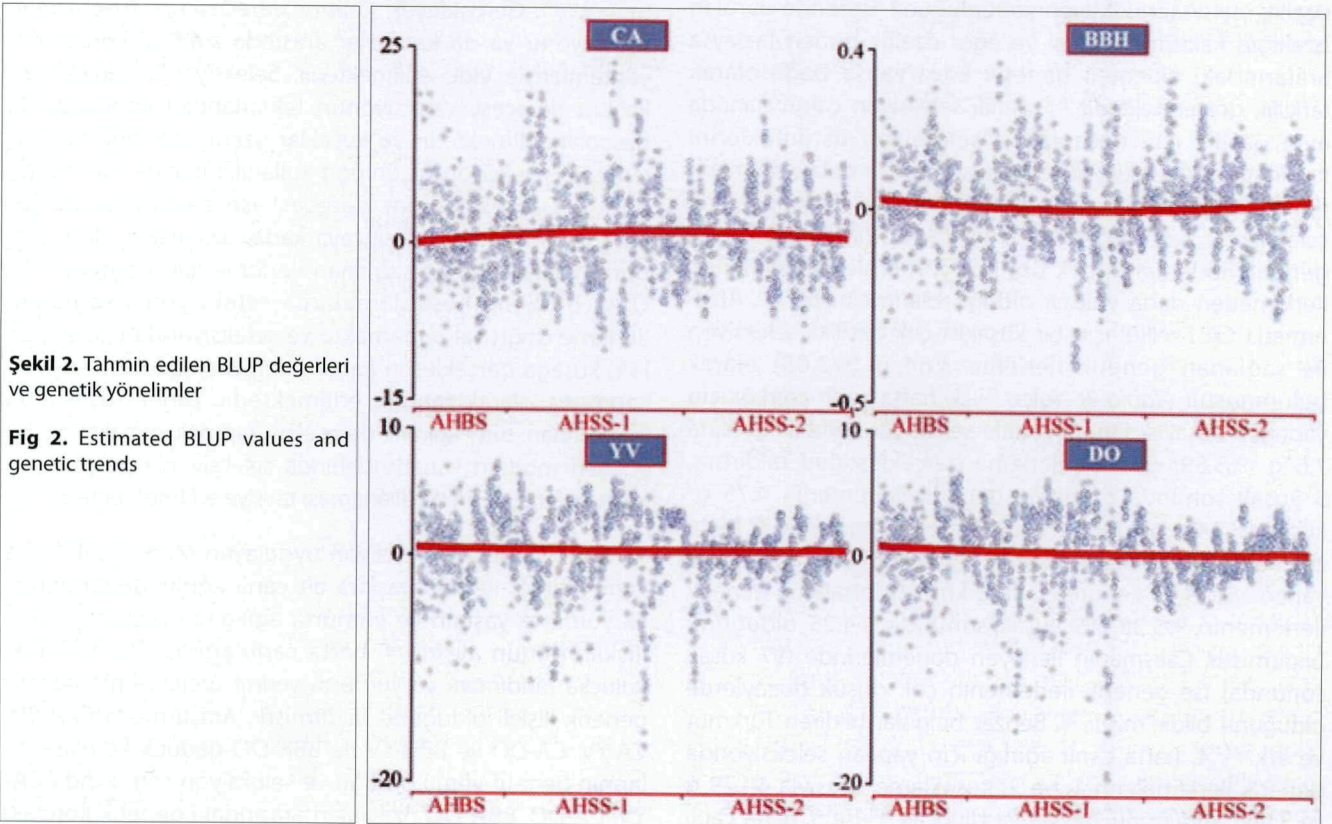 Şekil 2. Tahmin edilen BLUP değerleri
ve genetik yönelimler
Fig 2. Estimated BLUP values and
genetic trends
CA
25
0
-15
AHBS AHSS-1 AHSS-2
BBH
0.4
0
-0.5
AHBS AHSS-1 AHSS-2
YV
10
0
-20
AHBS AHSS-1 AHSS-2
DO
10
0
-20
AHBS AHSS-1 AHSS-2